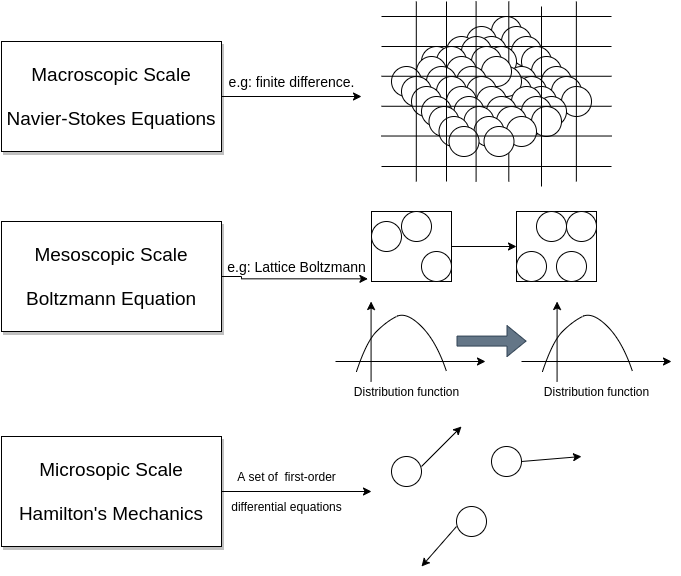 Macroscopic Scale
Navier-Stokes Equations
e.g: finite difference.
Mesoscopic Scale
Boltzmann Equation
e.g: Lattice Boltzmann
Distribution function
Distribution function
Microsopic Scale
Hamilton's Mechanics
A set of first-order
differential equations